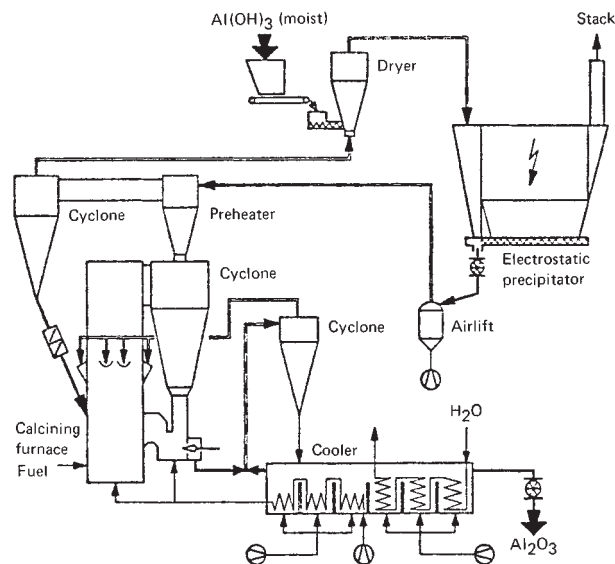 Al(OH)3 (moist)
Stack
Dryer
Cyclone
Preheater
Electrostatic
precipitator
Cyclone
Cyclone
Airlift
H2O
Calcining
furnace
Fuel
Cooler
Al2O3